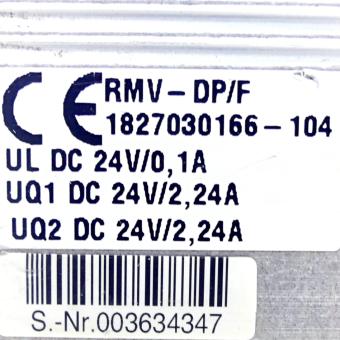 CE RMV-DP/F
1827030166-104
UL DC 24V/0,1A
UQ1 DC 24V/2,24A
UQ2 DC 24V/2,24A
S.-Nr.003634347